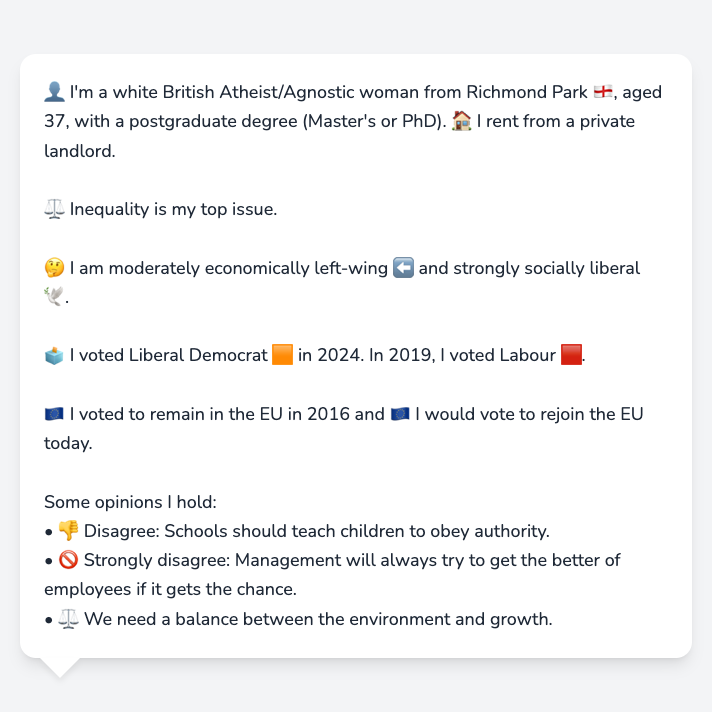 👤 I'm a white British Atheist/Agnostic woman from Richmond Park 🏴󠁧󠁢󠁥󠁮󠁧󠁿, aged
37, with a postgraduate degree (Master's or PhD). 🏠 I rent from a private
landlord.
⚖️ Inequality is my top issue.
🤔 I am moderately economically left-wing ⬅️ and strongly socially liberal
🕊️.
🗳️ I voted Liberal Democrat 🟧 in 2024. In 2019, I voted Labour 🟥.
🇪🇺 I voted to remain in the EU in 2016 and 🇪🇺 I would vote to rejoin the EU
today.
Some opinions I hold:
• 👎 Disagree: Schools should teach children to obey authority.
• 🚫 Strongly disagree: Management will always try to get the better of
employees if it gets the chance.
• ⚖️ We need a balance between the environment and growth.